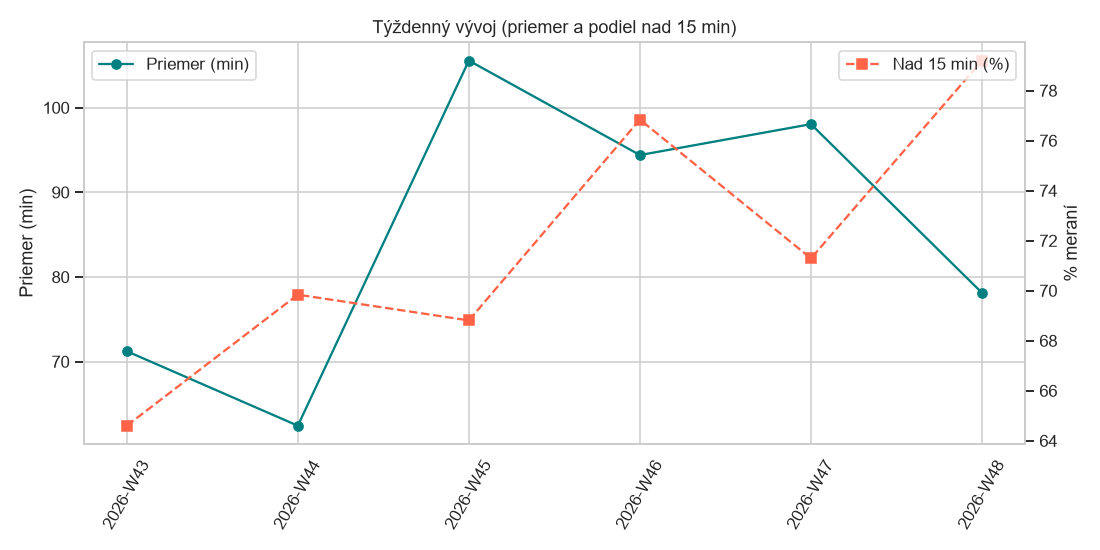 Týždenný vývoj (priemer a podiel nad 15 min)
Priemer (min)
Nad 15 min (%)
Priemer (min)
100
90
80
70
% meraní
78
76
74
72
70
68
66
64
2026-W43
2026-W44
2026-W45
2026-W46
2026-W47
2026-W48